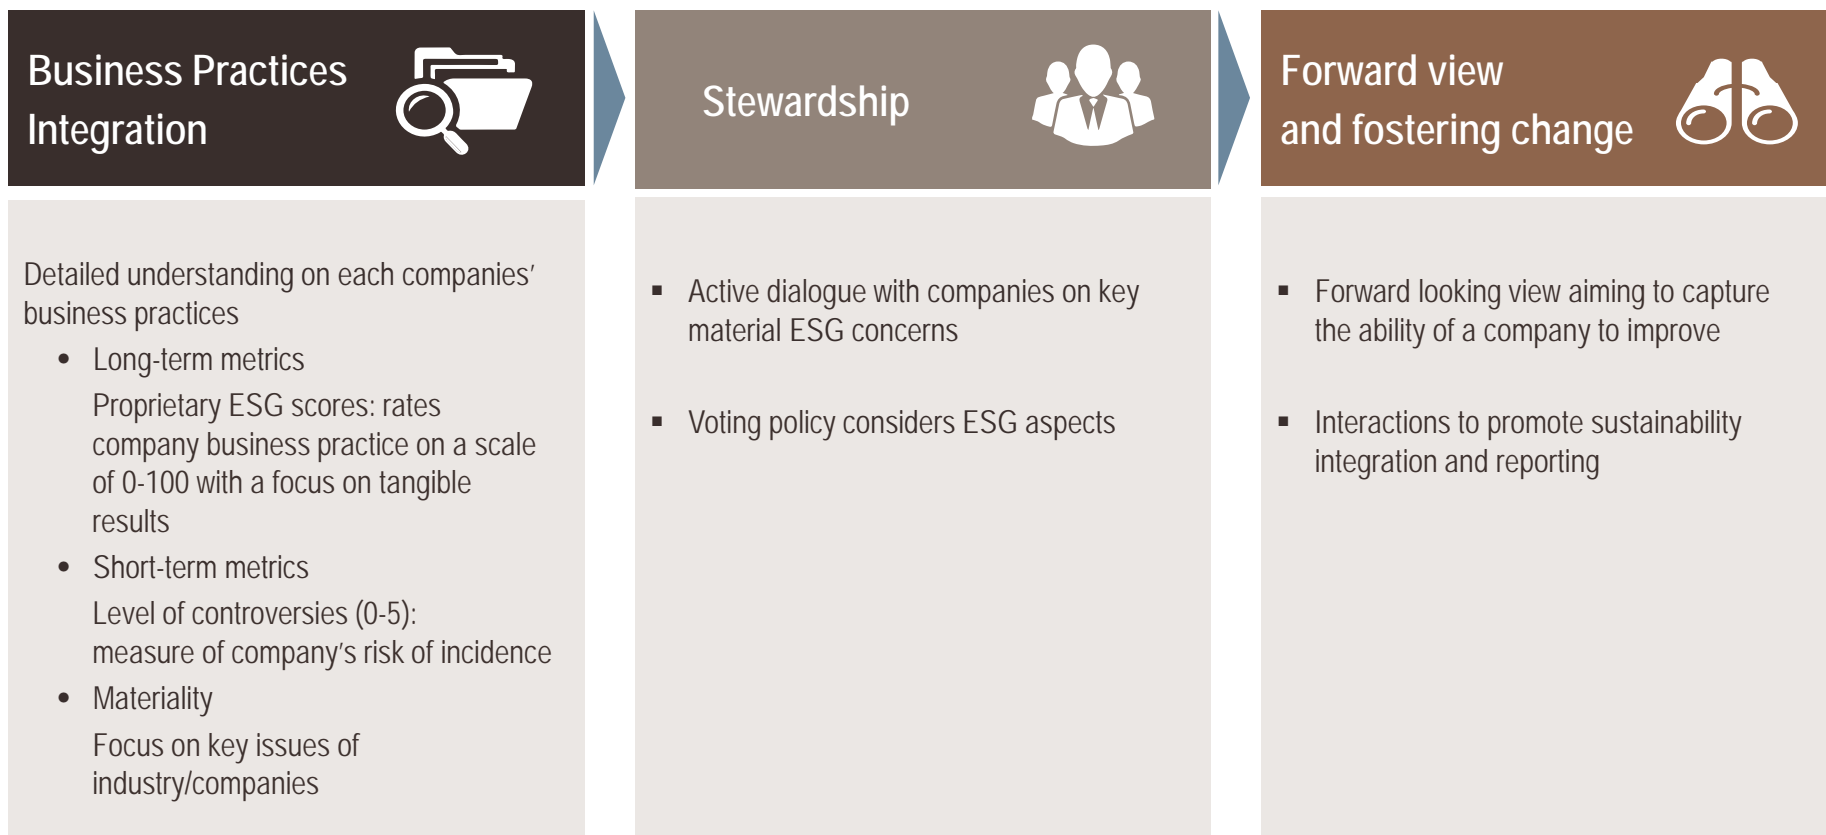 Business Practices
Integration
Detailed understanding on each companies’
business practices
• Long-term metrics
Proprietary ESG scores: rates
company business practice on a scale
of 0-100 with a focus on tangible
results
• Short-term metrics
Level of controversies (0-5):
measure of company’s risk of incidence
• Materiality
Focus on key issues of
industry/companies
Stewardship
▪ Active dialogue with companies on key
material ESG concerns
▪ Voting policy considers ESG aspects
Forward view
and fostering change
▪ Forward looking view aiming to capture
the ability of a company to improve
▪ Interactions to promote sustainability
integration and reporting